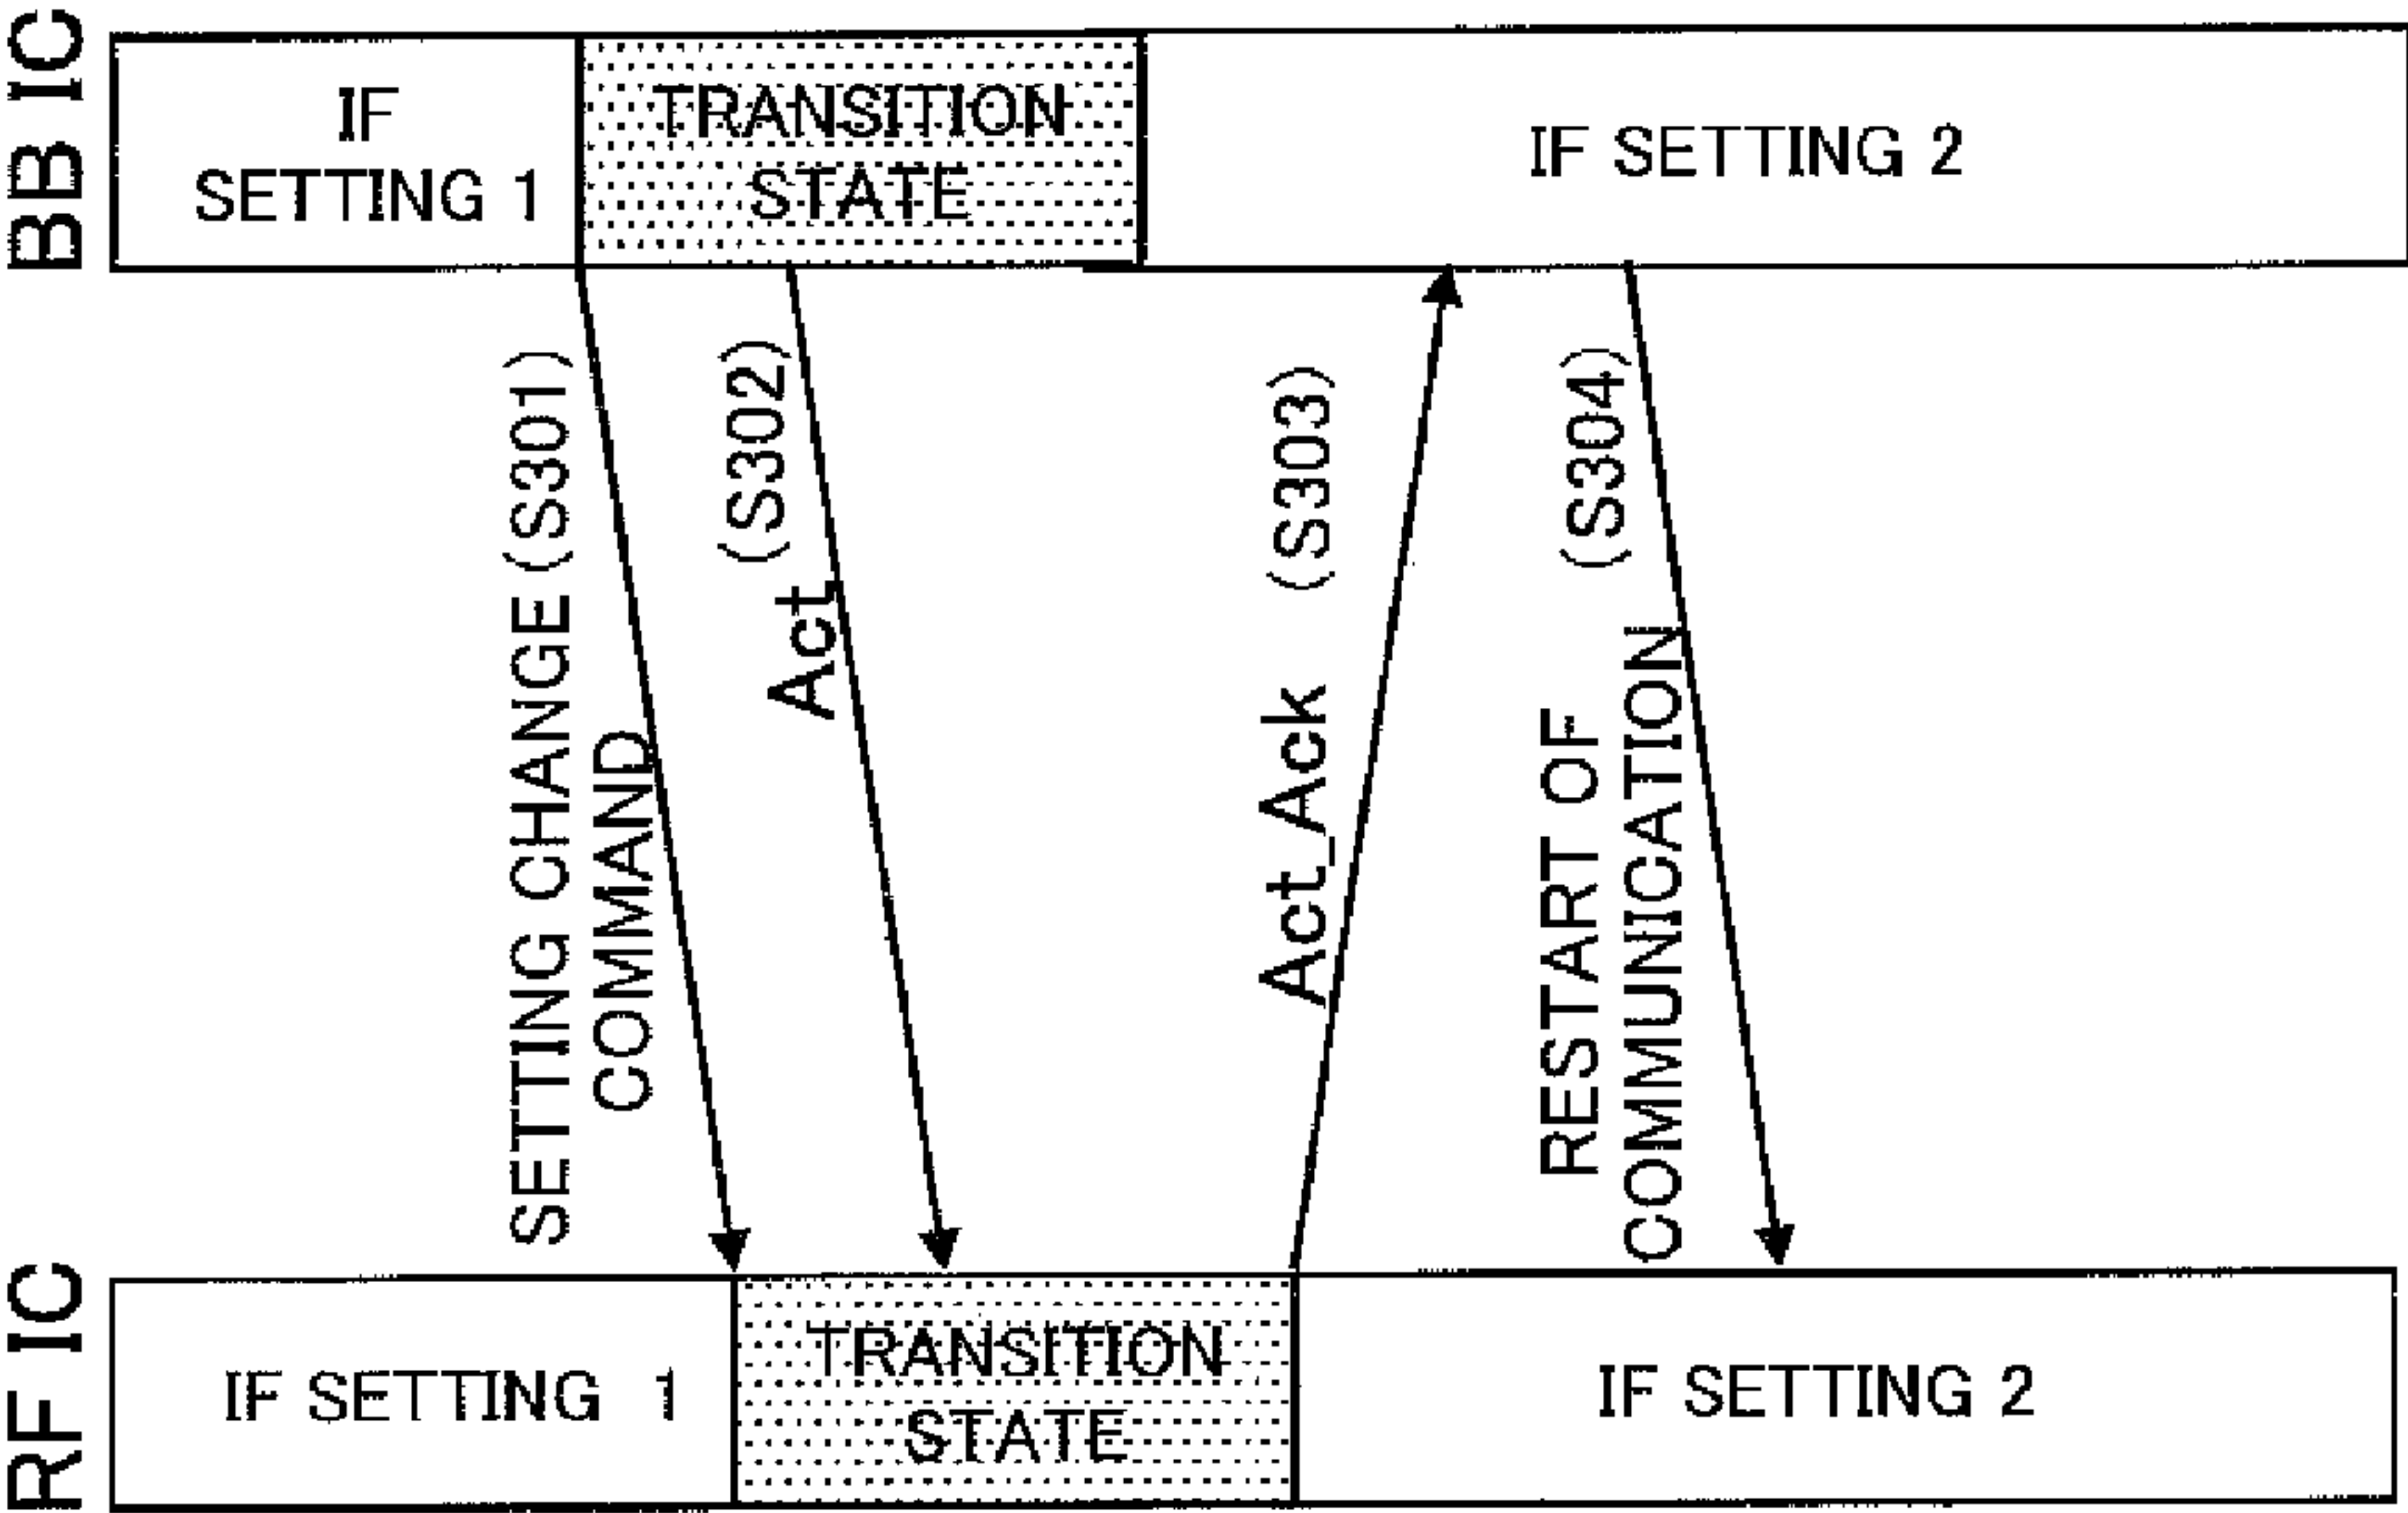 BB IC
IF
SETTING 1
TRANSITION
STATE
IF SETTING 2
SETTING CHANGE (S301)
COMMAND
(S302)
Act
Act_Ack (S303)
(S304)
RESTART OF
COMMUNICATION
RF IC
IF SETTING 1
TRANSITION
STATE
IF SETTING 2